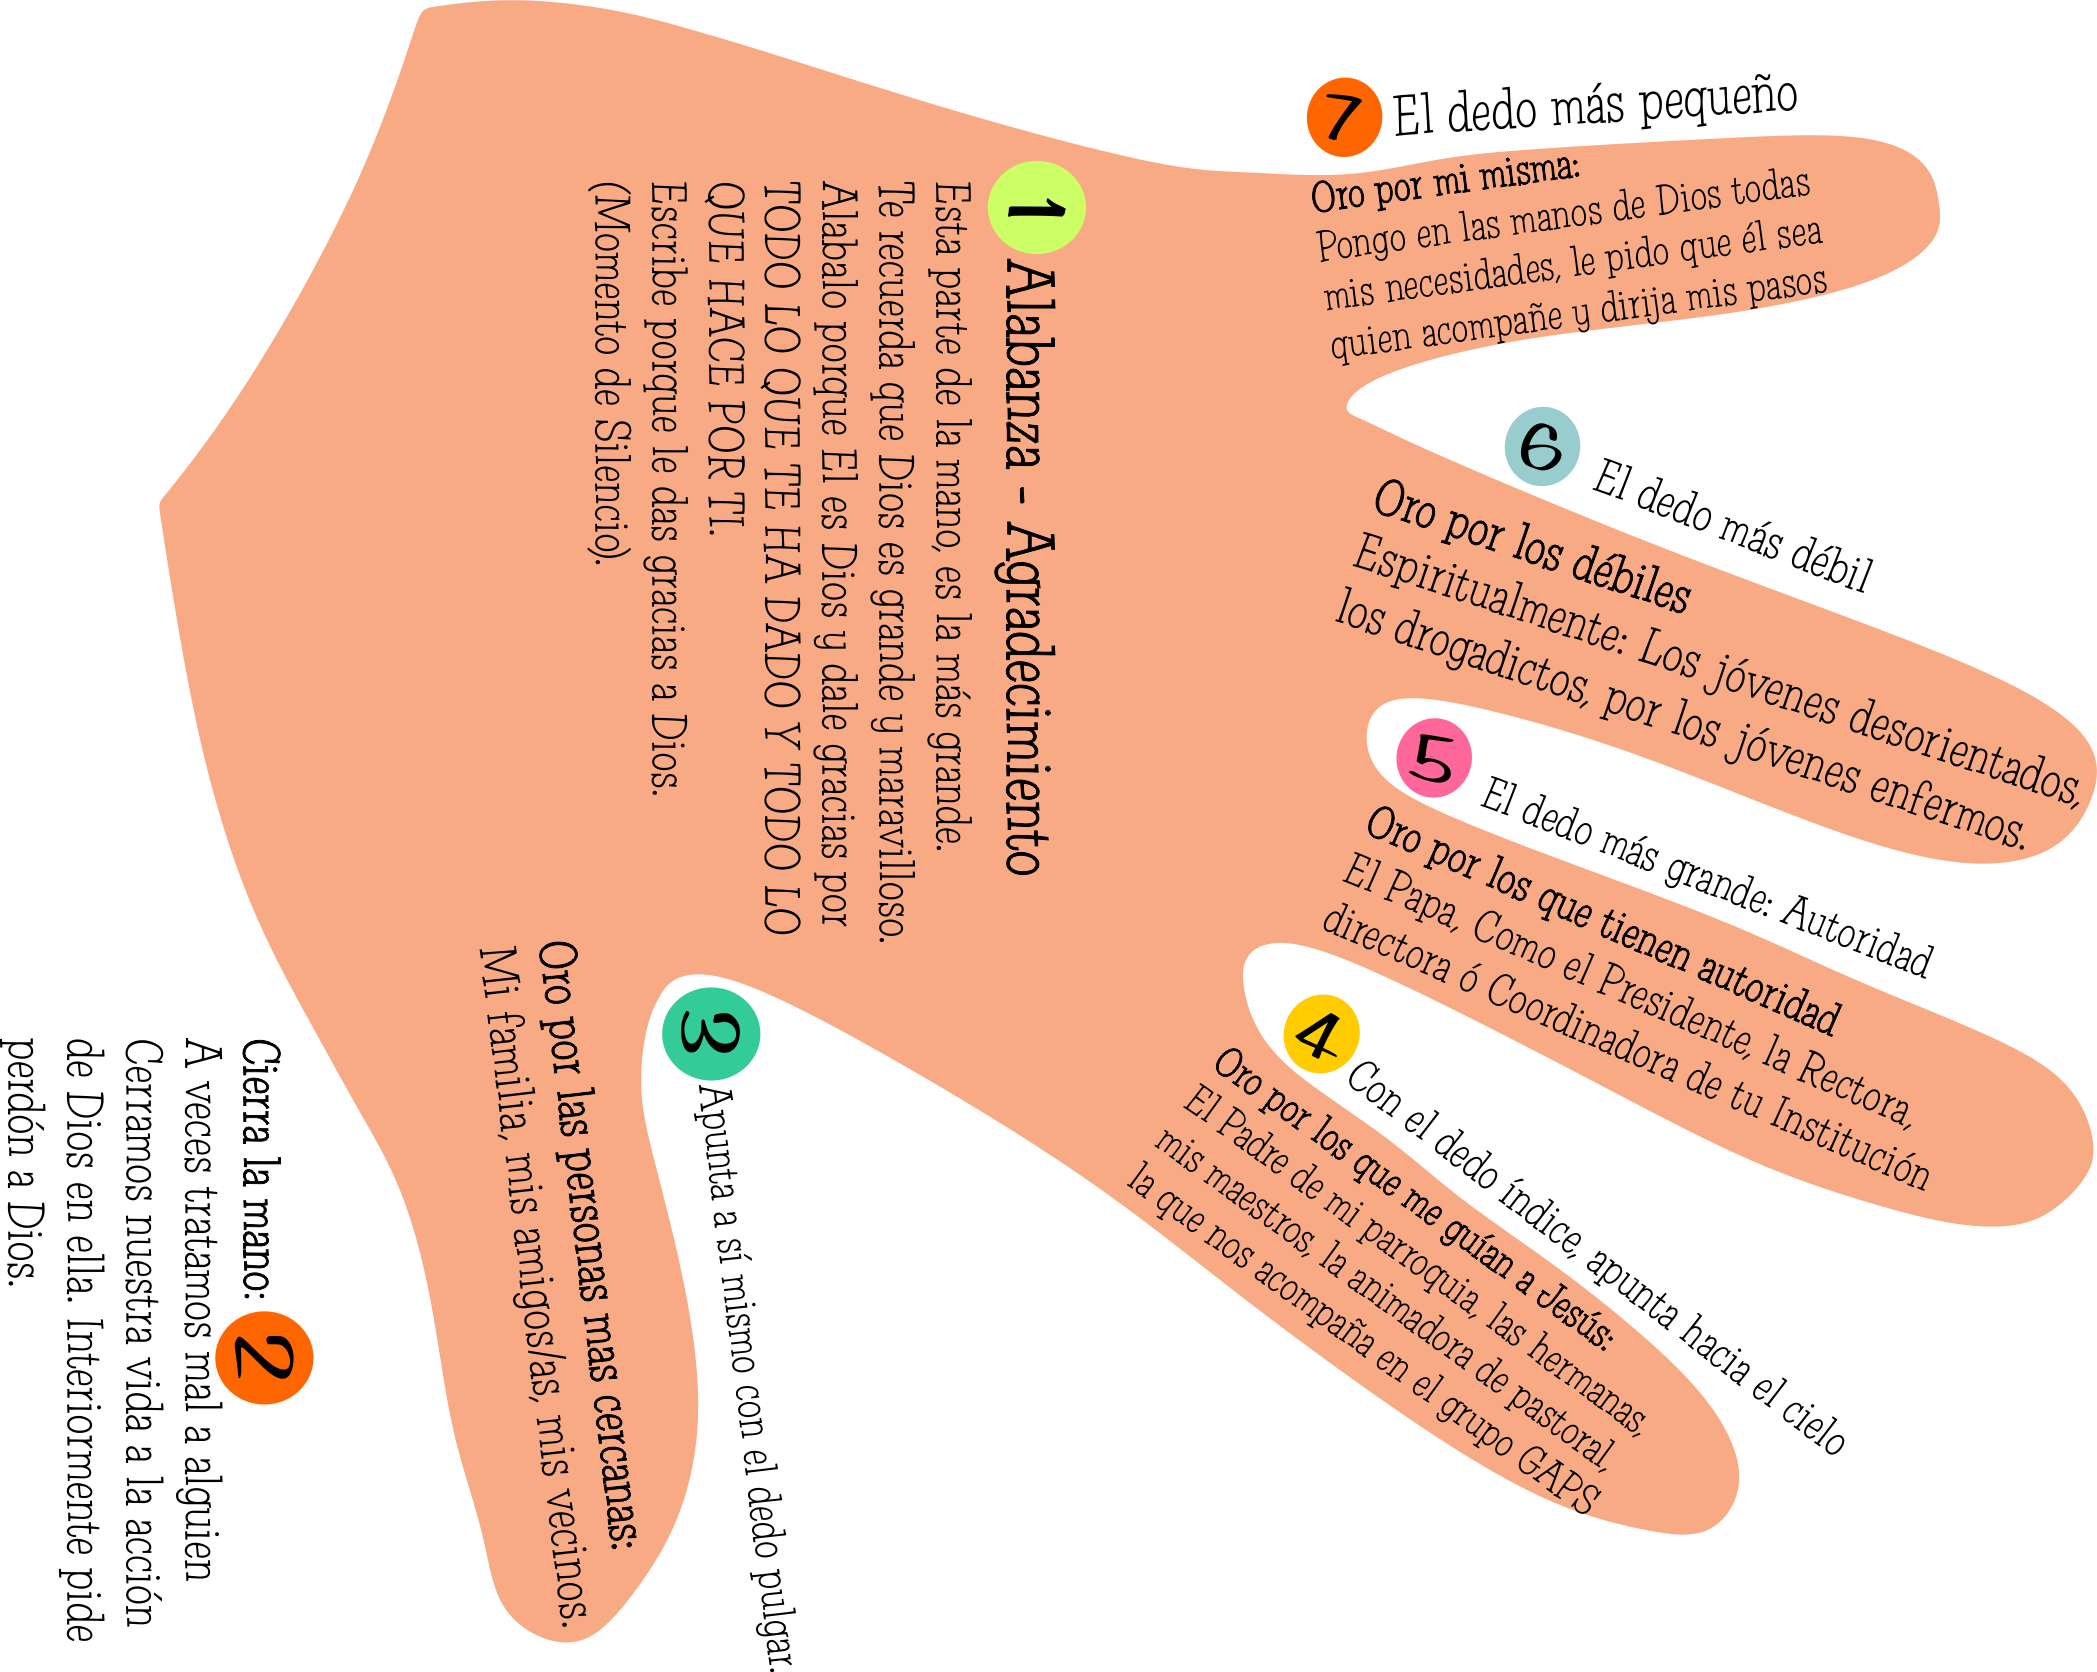 1 Alabanza - Agradecimiento
Esta parte de la mano, es la más grande.
Te recuerda que Dios es grande y maravilloso.
Alabalo porque El es Dios y dale gracias por
TODO LO QUE TE HA DADO Y TODO LO
QUE HACE POR TI.
Escribe porque le das gracias a Dios.
(Momento de Silencio).
Cierra la mano: 2
A veces tratamos mal a alguien
Cerramos nuestra vida a la acción
de Dios en ella. Interiormente pide
perdón a Dios.
3 Apunta a sí mismo con el dedo pulgar.
Oro por las personas mas cercanas:
Mi familia, mis amigos/as, mis vecinos.
4 Con el dedo índice, apunta hacia el cielo
Oro por los que me guían a Jesús:
El Padre de mi parroquia, las hermanas,
mis maestros, la animadora de pastoral,
la que nos acompaña en el grupo GAPS
5 El dedo más grande: Autoridad
Oro por los que tienen autoridad
El Papa, Como el Presidente, la Rectora,
directora ó Coordinadora de tu Institución
6 El dedo más débil
Oro por los débiles
Espiritualmente: Los jóvenes desorientados,
los drogadictos, por los jóvenes enfermos.
7 El dedo más pequeño
Oro por mi misma:
Pongo en las manos de Dios todas
mis necesidades, le pido que él sea
quien acompañe y dirija mis pasos